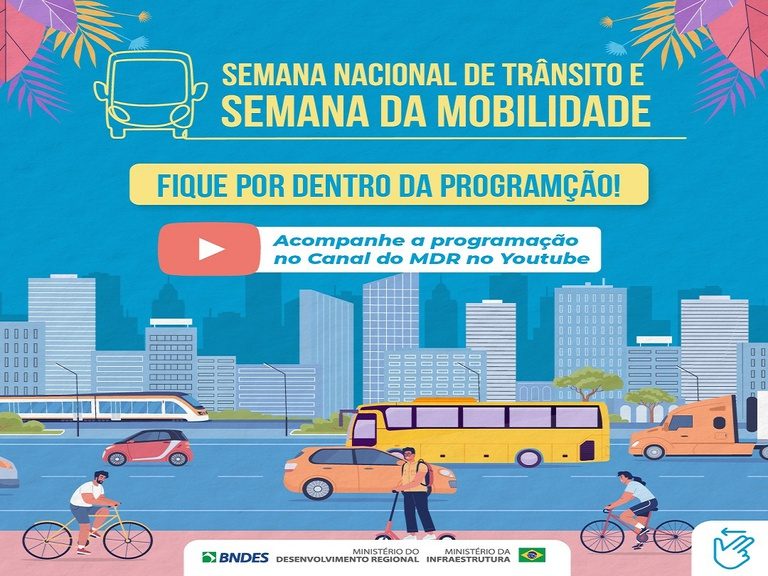 SEMANA NACIONAL DE TRÂNSITO E
SEMANA DA MOBILIDADE
FIQUE POR DENTRO DA PROGRAMÇÃO!
Acompanhe a programação
no Canal do MDR no Youtube
BNDES
MINISTÉRIO DO
DESENVOLVIMENTO REGIONAL
MINISTÉRIO DA
INFRAESTRUTURA